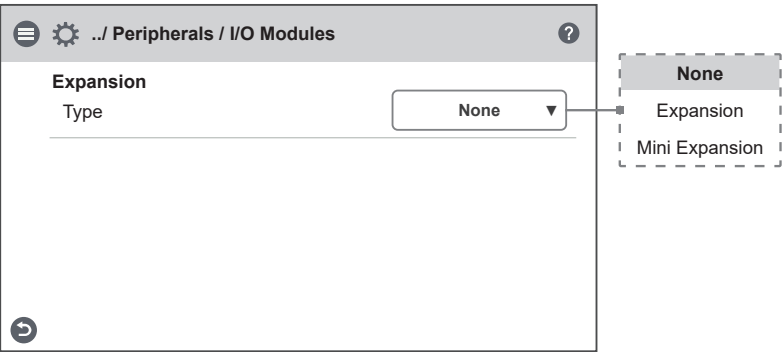 ../ Peripherals / I/O Modules
?
Expansion
Type
None
None
Expansion
Mini Expansion